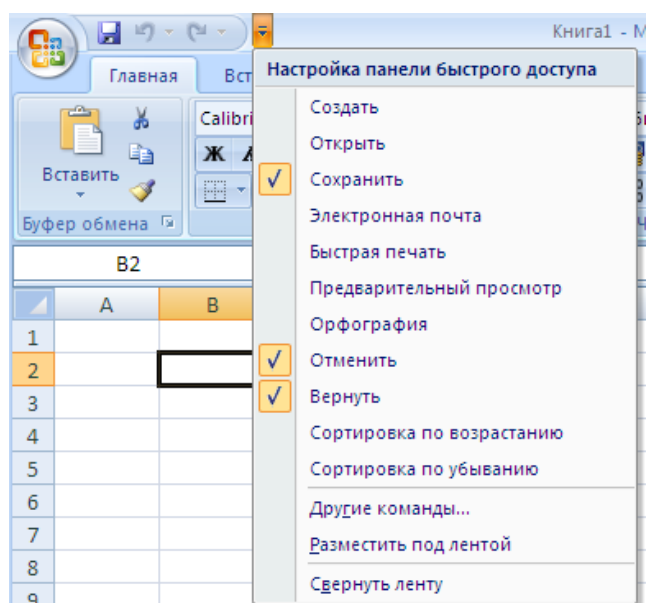 Книга1 - M
Главная Вст
Настройка панели быстрого доступа
Создать
Открыть
Сохранить
Электронная почта
Быстрая печать
Предварительный просмотр
Орфография
Отменить
Вернуть
Сортировка по возрастанию
Сортировка по убыванию
Другие команды...
Разместить под лентой
Свернуть ленту
Calibri
Ж
Вставить
Буфер обмена
B2
A B
1
2
3
4
5
6
7
8
9